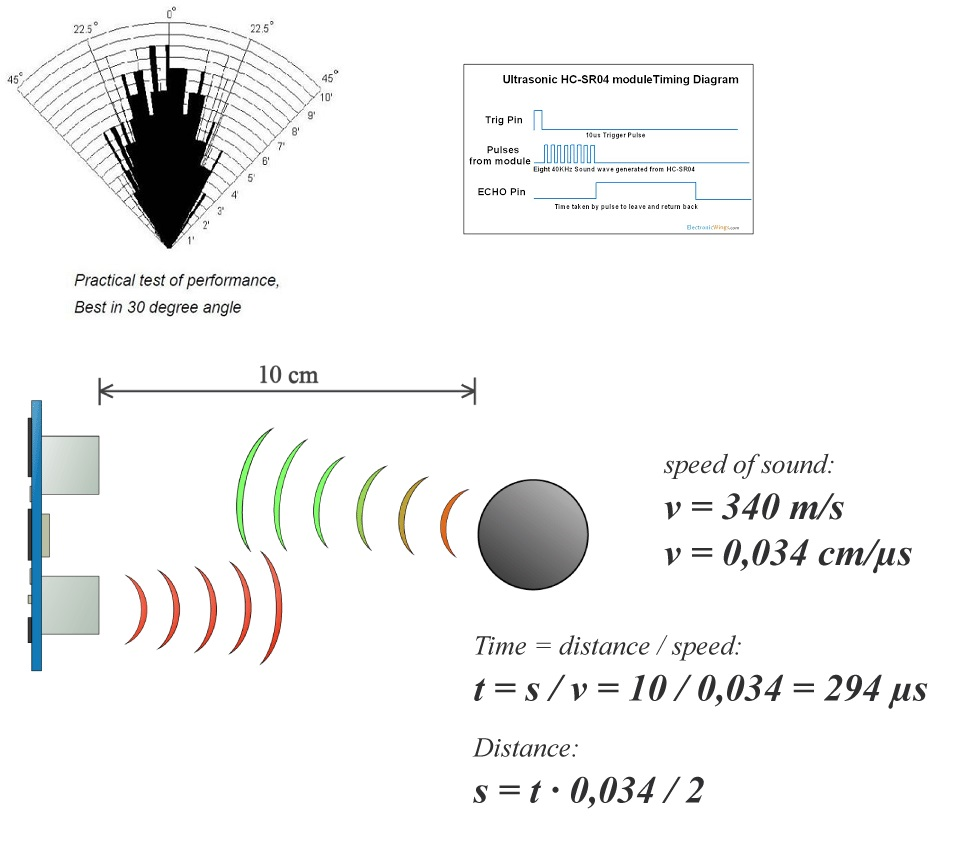 0°
22.5°
22.5°
45°
45°
10'
9'
8'
7'
6'
5'
4'
3'
2'
1'
Practical test of performance,
Best in 30 degree angle
Ultrasonic HC-SR04 moduleTiming Diagram
Trig Pin
10us Trigger Pulse
Pulses
from module
Eight 40KHz Sound wave generated from HC-SR04
ECHO Pin
Time taken by pulse to leave and return back
ElectronicWings.com
10 cm
speed of sound:
v = 340 m/s
v = 0,034 cm/µs
Time = distance / speed:
t = s / v = 10 / 0,034 = 294 µs
Distance:
s = t · 0,034 / 2